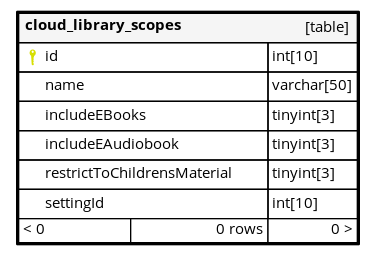 cloud_library_scopes [table]
id int[10]
name varchar[50]
includeEBooks tinyint[3]
includeEAudiobook tinyint[3]
restrictToChildrensMaterial tinyint[3]
settingId int[10]
< 0 0 rows 0 >